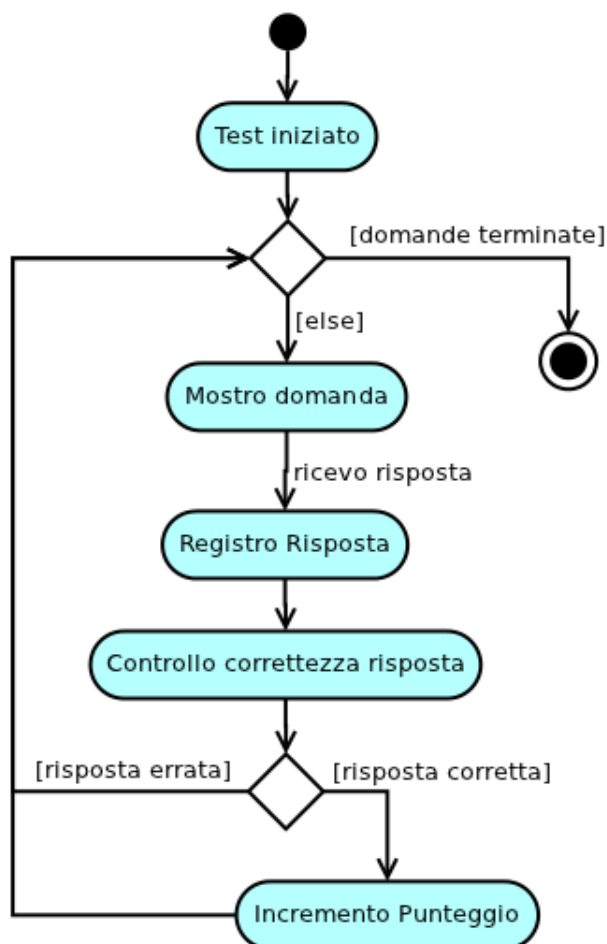 Test iniziato
[domande terminate]
[else]
Mostro domanda
ricevo risposta
Registro Risposta
Controllo correttezza risposta
[risposta errata]
[risposta corretta]
Incremento Punteggio